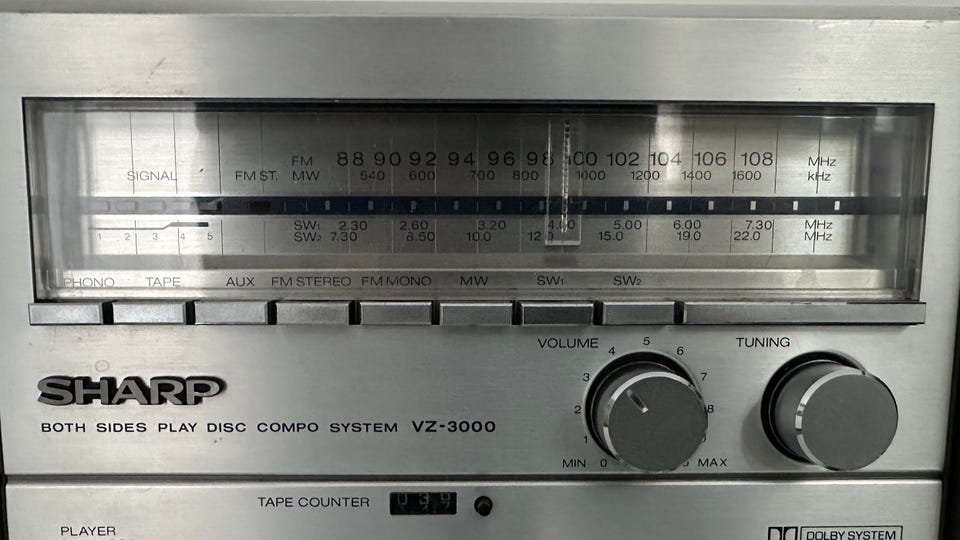 FM 88 90 92 94 96 98 100 102 104 106 108 MHz
SIGNAL FM ST. MW 540 600 700 800 1000 1200 1400 1600 kHz
SW1 2.30 2.60 3.20 4.00 5.00 6.00 7.30 MHz
1 2 3 4 5 SW2 7.30 8.50 10.0 12.0 15.0 19.0 22.0 MHz
PHONO TAPE AUX FM STEREO FM MONO MW SW1 SW2
VOLUME TUNING
MIN 0 1 2 3 4 5 6 7 8 MAX
SHARP
BOTH SIDES PLAY DISC COMPO SYSTEM VZ-3000
TAPE COUNTER
PLAYER DOLBY SYSTEM